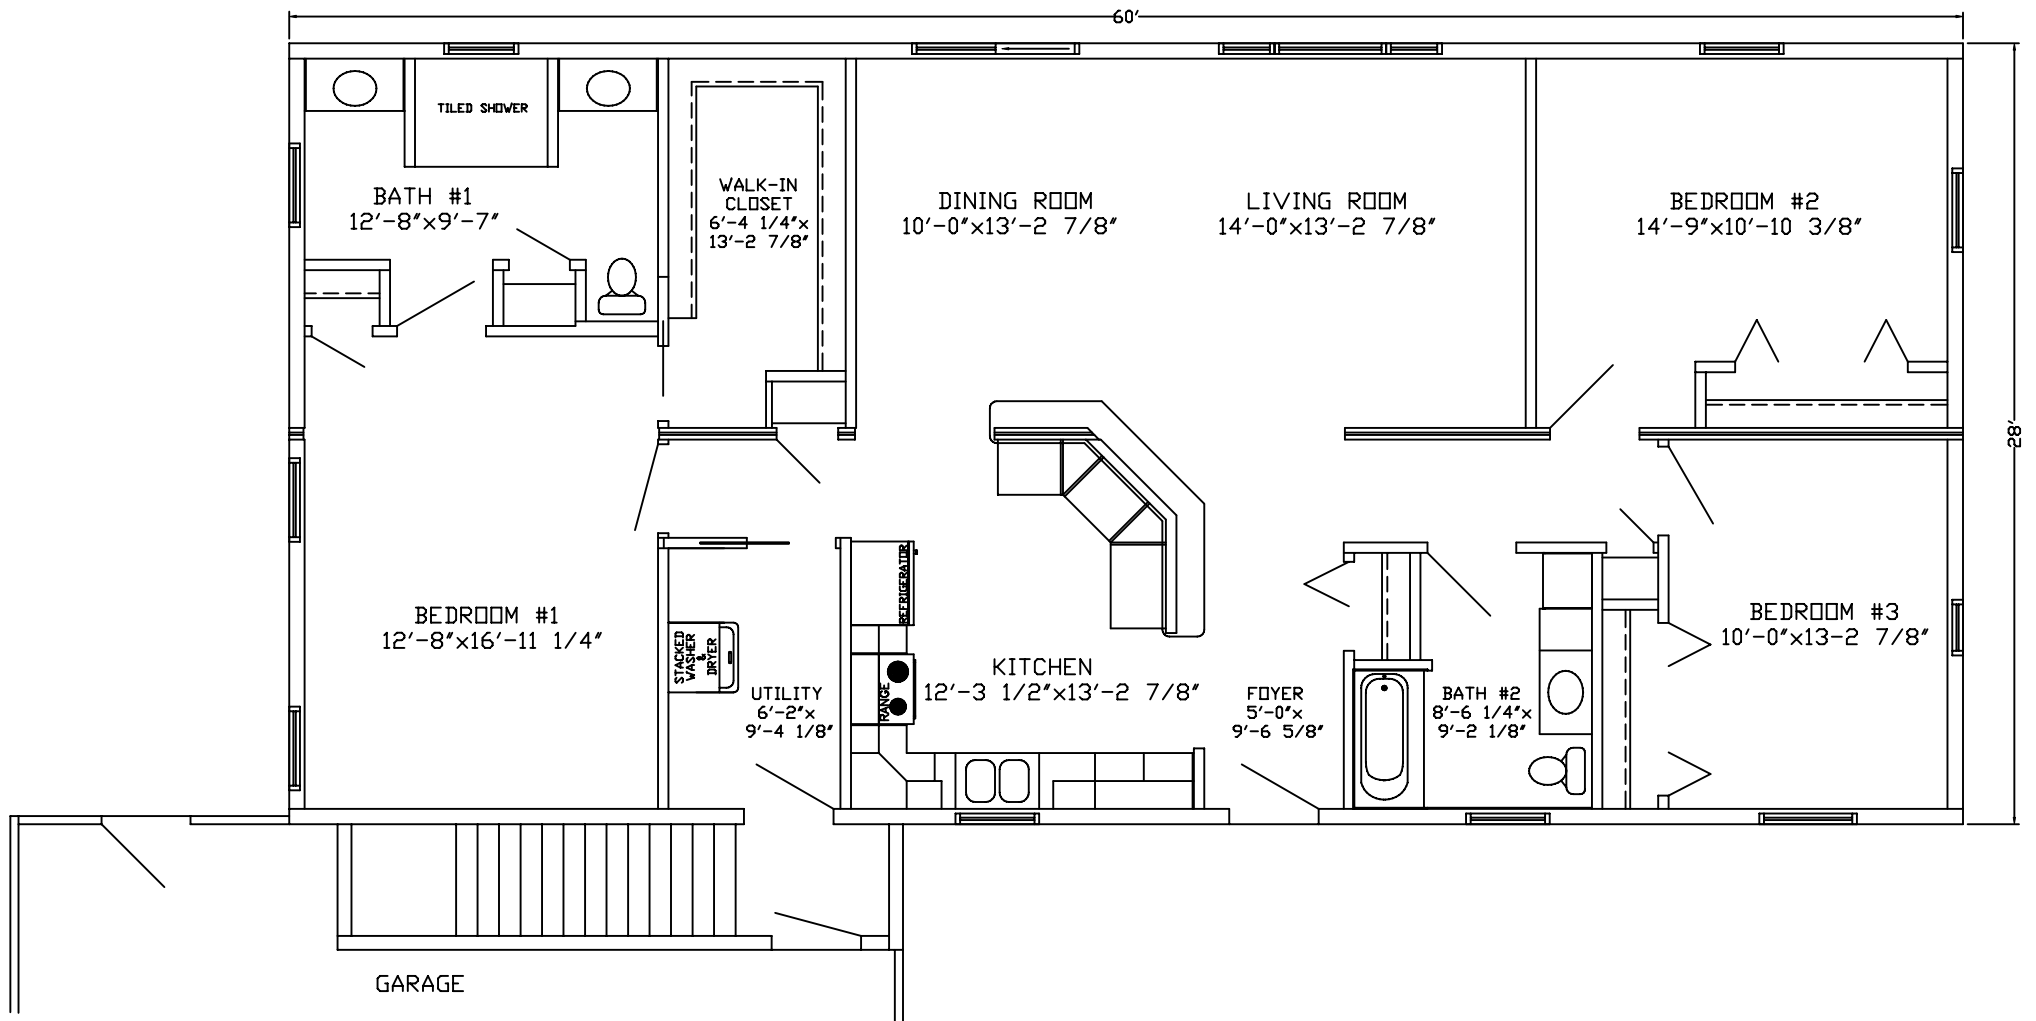 60'
TILED SHOWER
BATH #1
12'-8"x9'-7"
WALK-IN
CLOSET
6'-4 1/4"x
13'-2 7/8"
DINING ROOM
10'-0"x13'-2 7/8"
LIVING ROOM
14'-0"x13'-2 7/8"
BEDROOM #2
14'-9"x10'-10 3/8"
28'
BEDROOM #1
12'-8"x16'-11 1/4"
STACKED
WASHER
&
DRYER
UTILITY
6'-2"x
9'-4 1/8"
REFRIGERATOR
RANGE
KITCHEN
12'-3 1/2"x13'-2 7/8"
FOYER
5'-0"x
9'-6 5/8"
BATH #2
8'-6 1/4"x
9'-2 1/8"
BEDROOM #3
10'-0"x13-2 7/8"
GARAGE